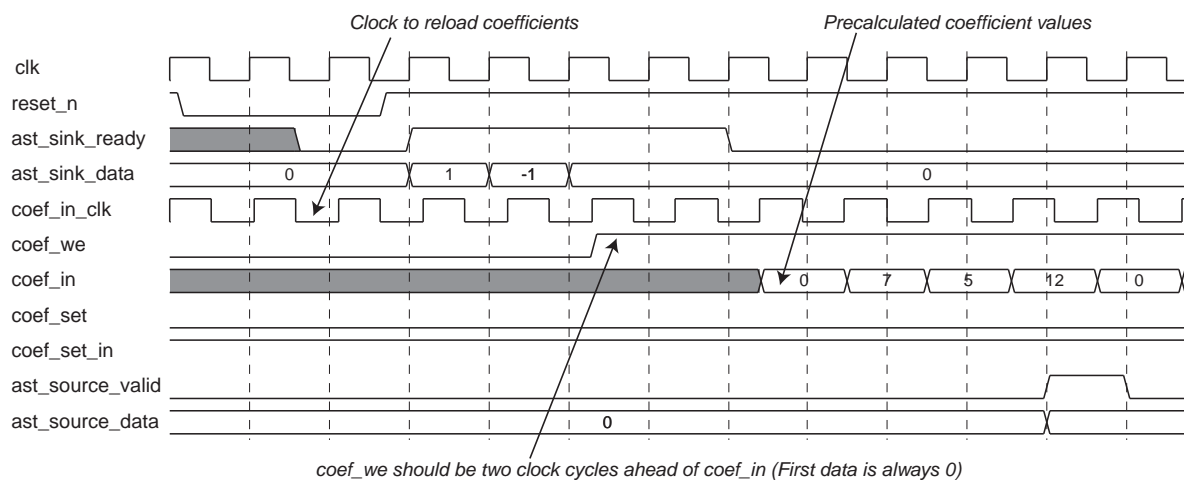 Clock to reload coefficients
Precalculated coefficient values
clk
reset_n
ast_sink_ready
ast_sink_data 0 1 -1 0
coef_in_clk
coef_we
coef_in 0 7 5 12 0
coef_set
coef_set_in
ast_source_valid
ast_source_data 0
coef_we should be two clock cycles ahead of coef_in (First data is always 0)